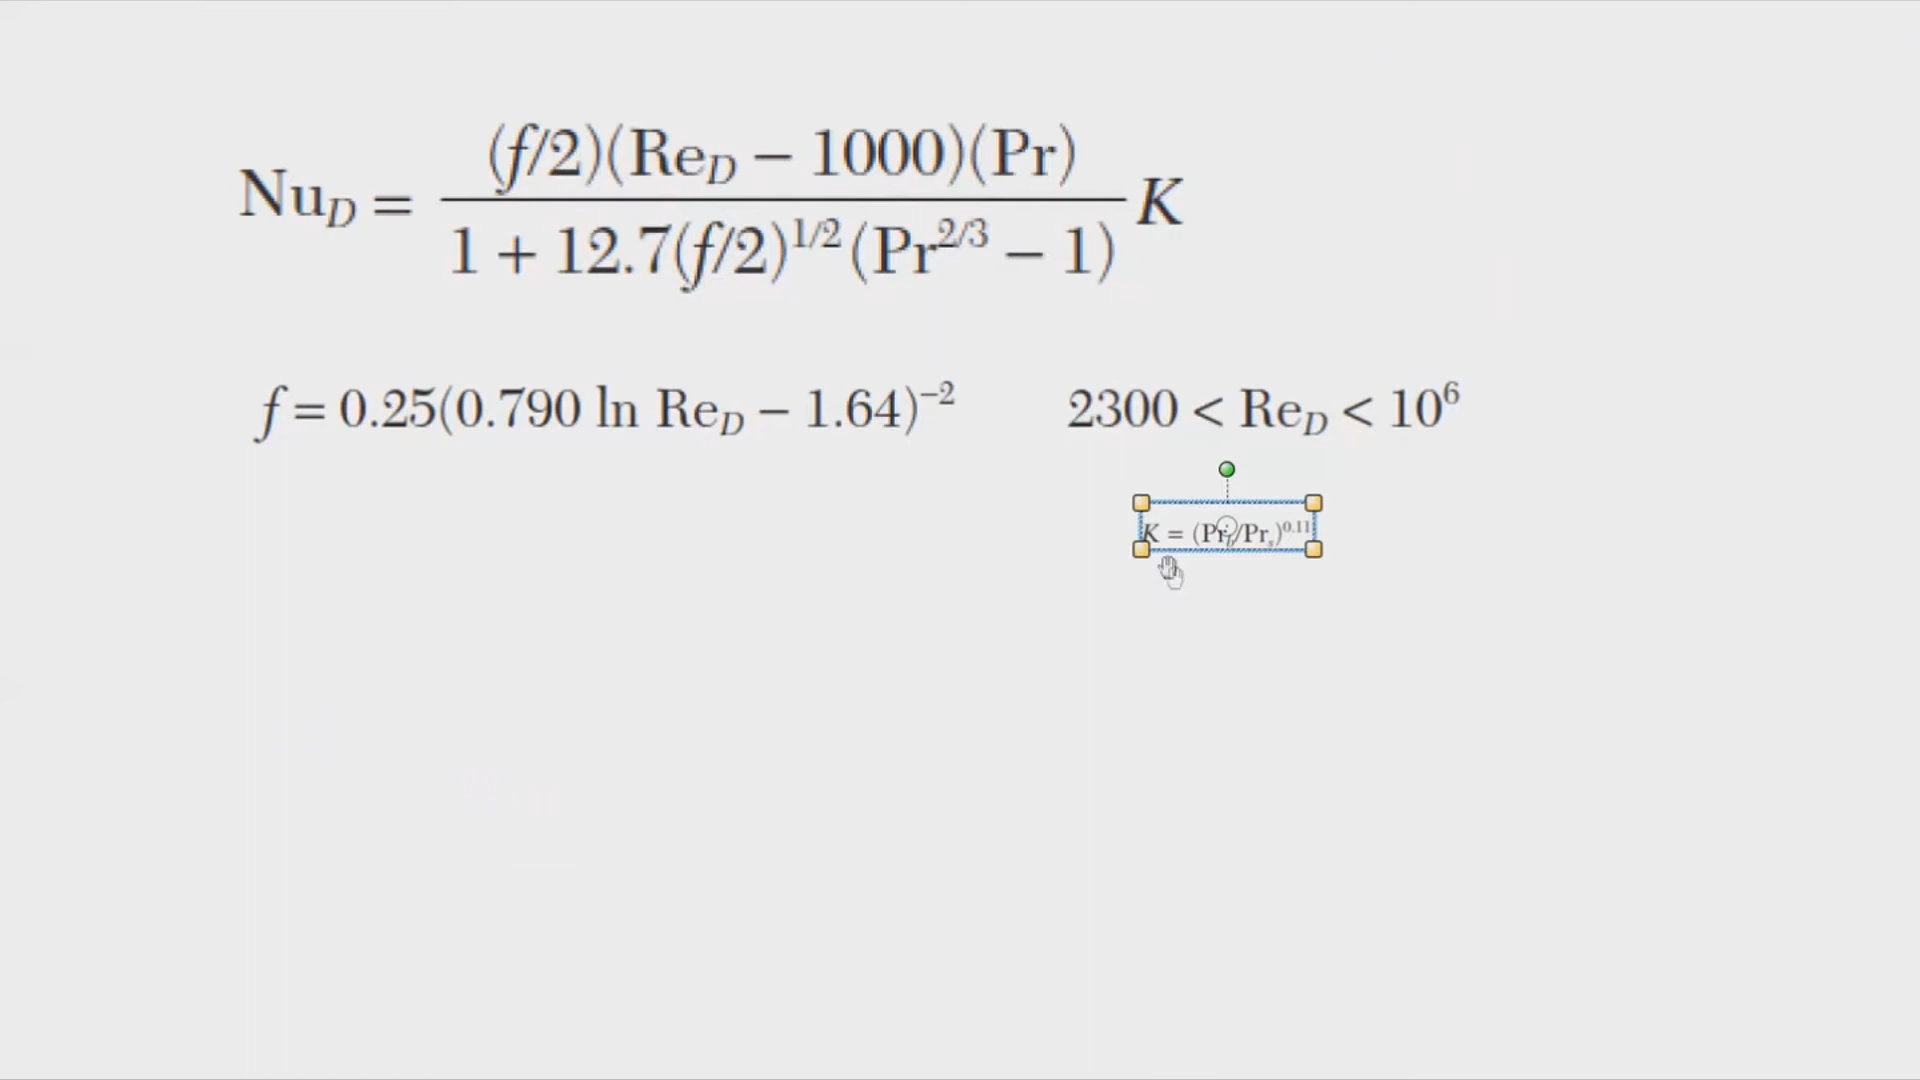 Nu_D = (f/2)(Re_D − 1000)(Pr) / 1 + 12.7(f/2)^1/2 (Pr^2/3 − 1) K
f = 0.25(0.790 ln Re_D − 1.64)^−2
2300 < Re_D < 10^6
K = (Pr_b/Pr_s)^0.11